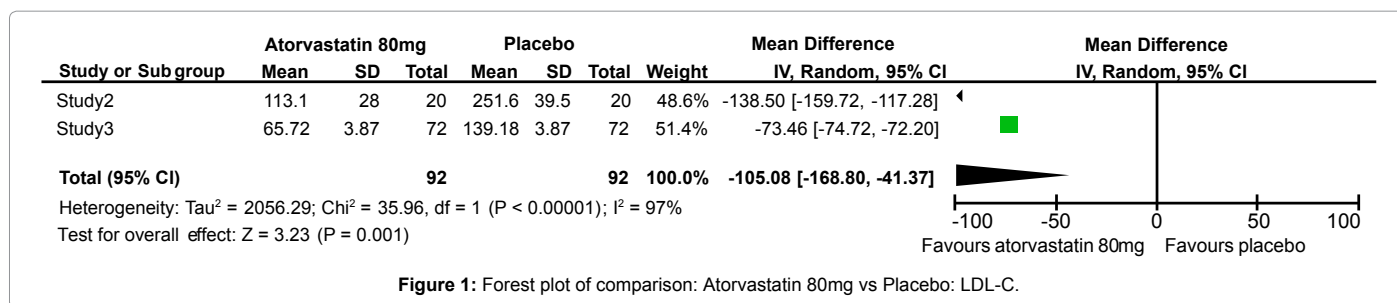 Atorvastatin 80mg Placebo Mean Difference Mean Difference
Study or Sub group Mean SD Total Mean SD Total Weight IV, Random, 95% CI IV, Random, 95% CI
Study2 113.1 28 20 251.6 39.5 20 48.6% -138.50 [-159.72, -117.28]
Study3 65.72 3.87 72 139.18 3.87 72 51.4% -73.46 [-74.72, -72.20]
Total (95% CI) 92 92 100.0% -105.08 [-168.80, -41.37]
Heterogeneity: Tau² = 2056.29; Chi² = 35.96, df = 1 (P < 0.00001); I² = 97%
Test for overall effect: Z = 3.23 (P = 0.001)
-100 -50 0 50 100
Favours atorvastatin 80mg Favours placebo
Figure 1: Forest plot of comparison: Atorvastatin 80mg vs Placebo: LDL-C.